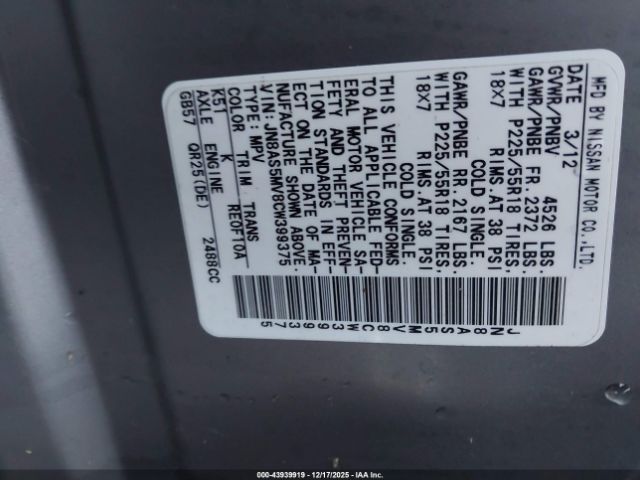 MFD BY NISSAN MOTOR CO.,LTD.
3/12
GVWR/PNBV 4526 LBS.
GAWR/PNBE FR. 2372 LBS.
WITH P225/55R18 TIRES,
18X7 RIMS, AT 38 PSI
COLD SINGLE.
GAWR/PNBE RR. 2167 LBS.
WITH P225/55R18 TIRES,
18X7 RIMS, AT 38 PSI
COLD SINGLE.
THIS VEHICLE CONFORMS
TO ALL APPLICABLE FED-
ERAL MOTOR VEHICLE SA-
FETY AND THEFT PREVEN-
TION STANDARDS IN EFF-
ECT ON THE DATE OF MA-
NUFACTURE SHOWN ABOVE.
VIN: JN8AS5MV8CW399375
TYPE: MPV
COLOR TRIM TRANS
K51 K RE0F10A
AXLE ENGINE
GB57 QR25(DE) 2488CC
JN8AS5MV8CW399375
000-43939919 - 12/17/2025 - IAA Inc.